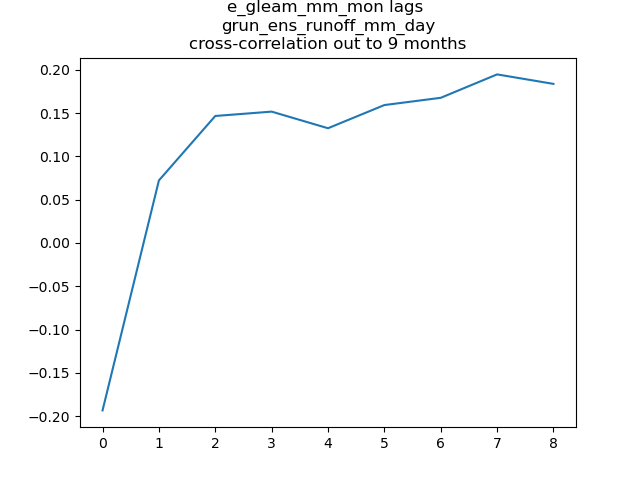 e_gleam_mm_mon lags
grun_ens_runoff_mm_day
cross-correlation out to 9 months
0.20
0.15
0.10
0.05
0.00
−0.05
−0.10
−0.15
−0.20
0 1 2 3 4 5 6 7 8